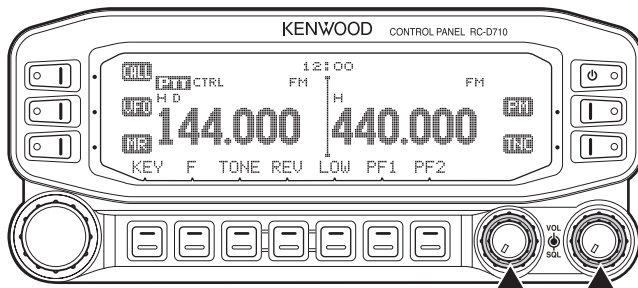 KENWOOD CONTROL PANEL RC-D710
12:00
CALL PTT CTRL FM FM
VFO H D H PM
MR 144.000 440.000 TNC
KEY F TONE REV LOW PF1 PF2
VOL
SQL